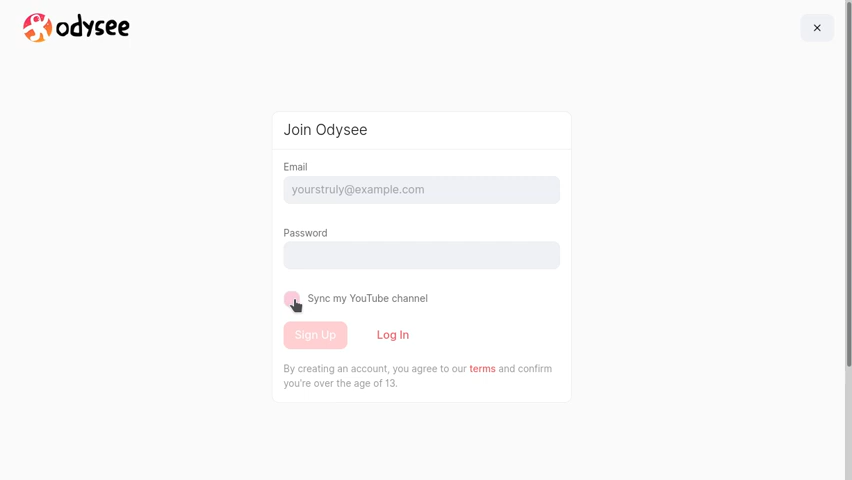 odysee
×
Join Odysee
Email
yourstruly@example.com
Password
Sync my YouTube channel
Sign Up
Log In
By creating an account, you agree to our terms and confirm
you're over the age of 13.